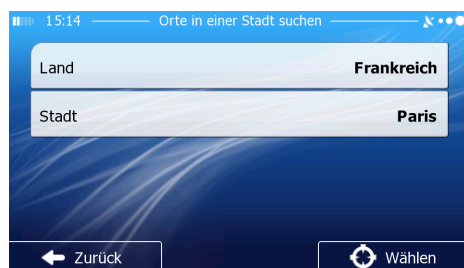 15:14 Orte in einer Stadt suchen
Land Frankreich
Stadt Paris
Zurück Wählen